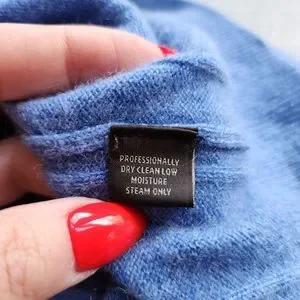 PROFESSIONALLY
DRY CLEAN LOW
MOISTURE
STEAM ONLY